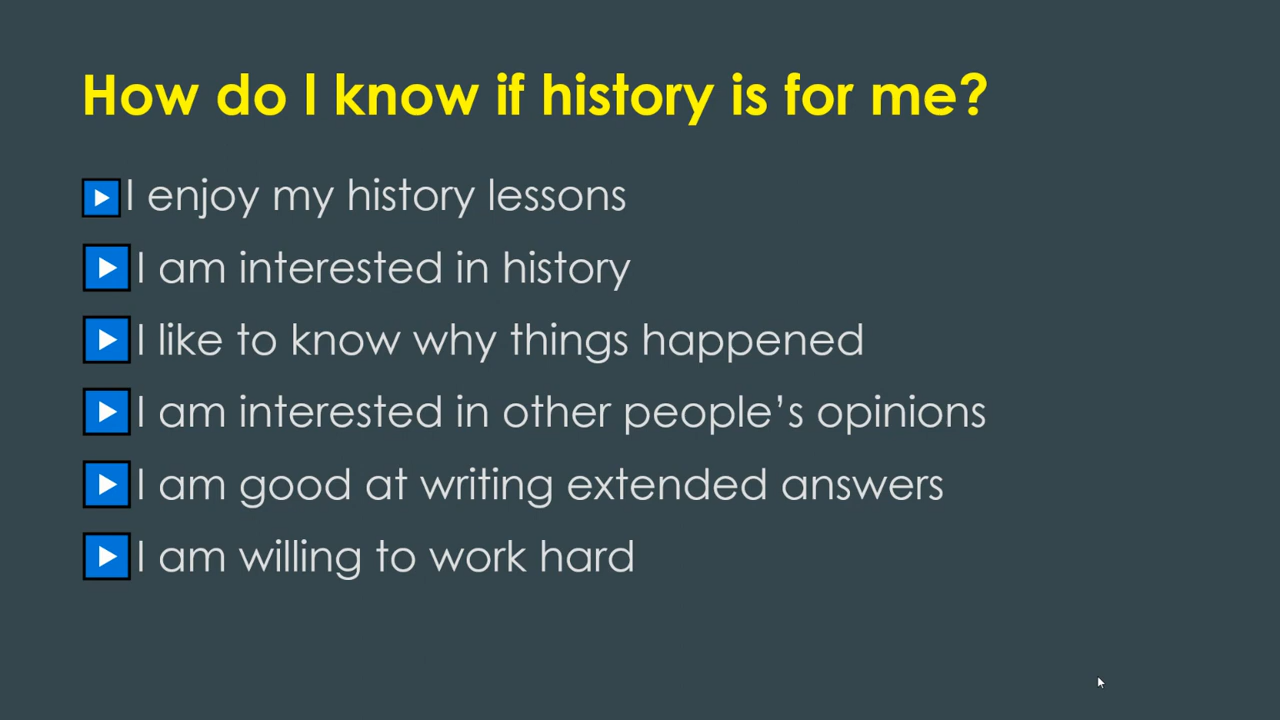 How do I know if history is for me?
I enjoy my history lessons
I am interested in history
I like to know why things happened
I am interested in other people’s opinions
I am good at writing extended answers
I am willing to work hard